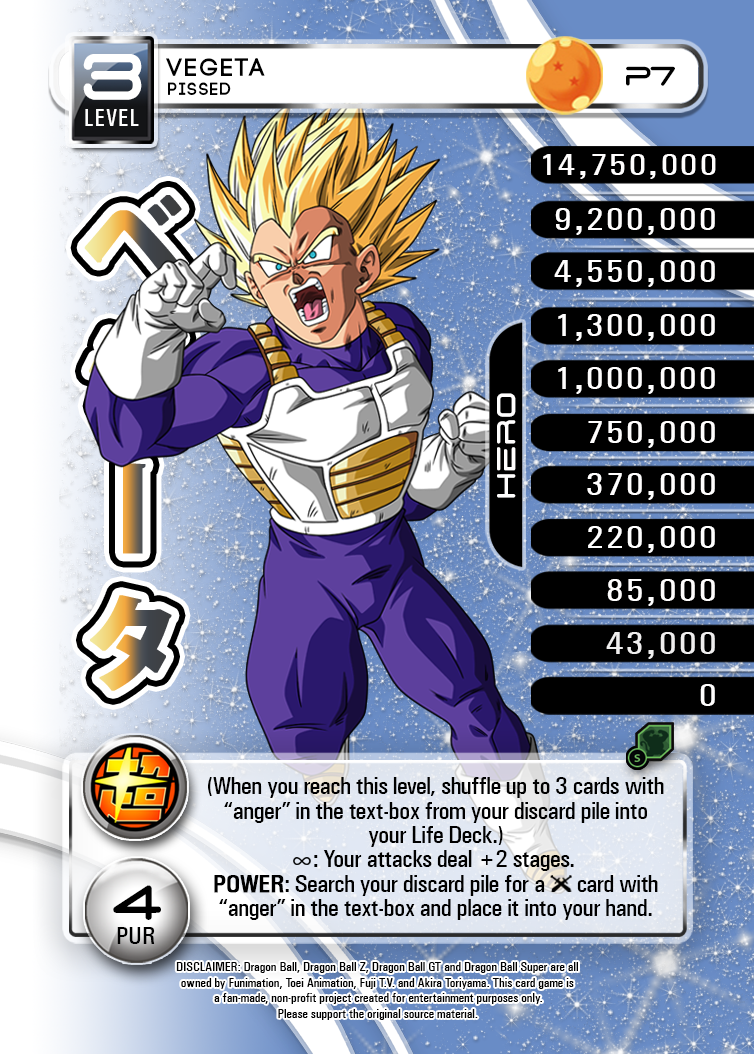 3
LEVEL
VEGETA
PISSED
P7
14,750,000
9,200,000
4,550,000
1,300,000
1,000,000
750,000
370,000
220,000
85,000
43,000
0
HERO
ベ
ータ
S
超
(When you reach this level, shuffle up to 3 cards with
“anger” in the text-box from your discard pile into
your Life Deck.)
∞: Your attacks deal +2 stages.
POWER: Search your discard pile for a card with
“anger” in the text-box and place it into your hand.
4
PUR
DISCLAIMER: Dragon Ball, Dragon Ball Z, Dragon Ball GT and Dragon Ball Super are all
owned by Funimation, Toei Animation, Fuji T.V. and Akira Toriyama. This card game is
a fan-made, non-profit project created for entertainment purposes only.
Please support the original source material.